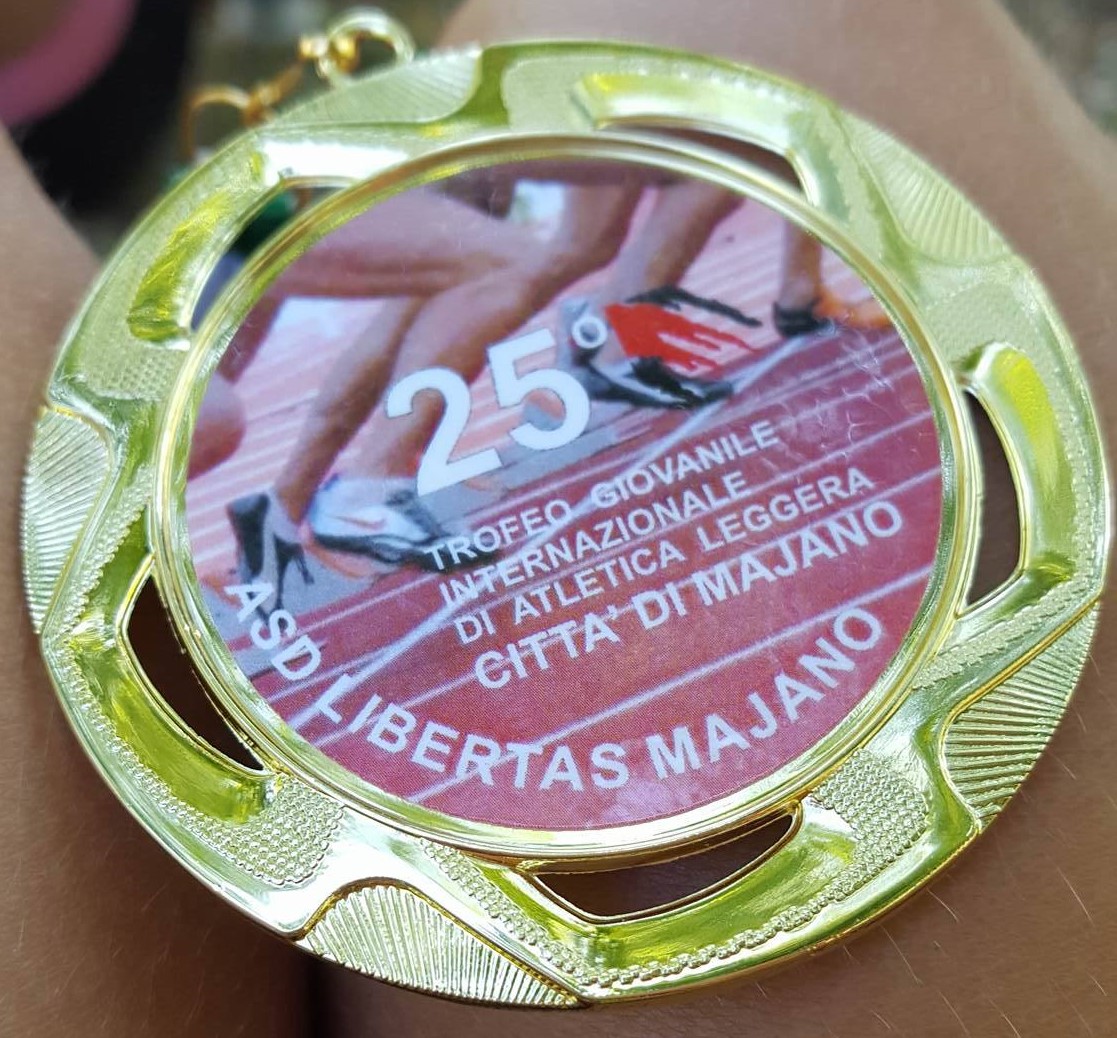 25°
TROFEO GIOVANILE
INTERNAZIONALE
DI ATLETICA LEGGERA
CITTA' DI MAJANO
ASD LIBERTAS MAJANO